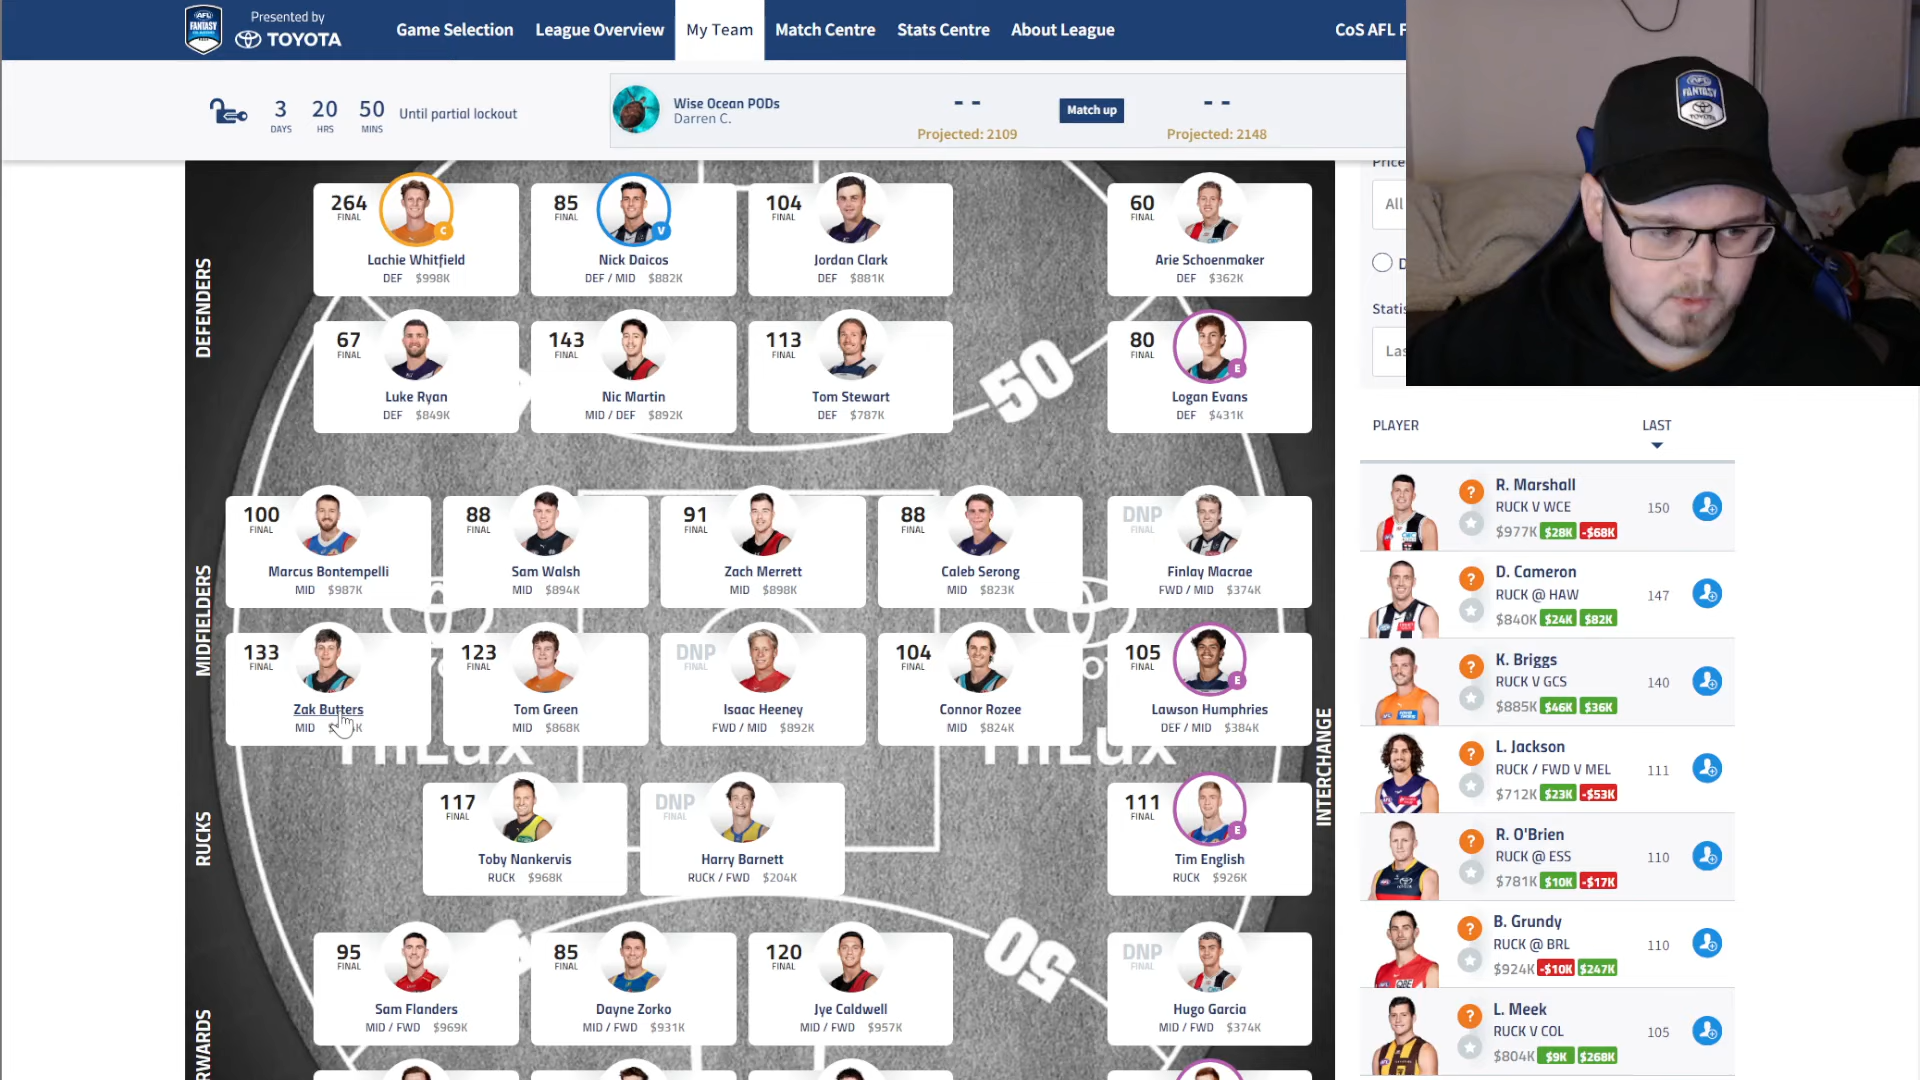 AFL
FANTASY
Presented by
TOYOTA
Game Selection
League Overview
My Team
Match Centre
Stats Centre
About League
CoS AFL F
3
DAYS
20
HRS
50
MINS
Until partial lockout
Wise Ocean PODs
Darren C.
- -
Projected: 2109
Match up
- -
Projected: 2148
DEFENDERS
264
FINAL
C
Lachie Whitfield
DEF $998K
85
FINAL
V
Nick Daicos
DEF / MID $882K
104
FINAL
Jordan Clark
DEF $881K
60
FINAL
Arie Schoenmaker
DEF $362K
67
FINAL
Luke Ryan
DEF $849K
143
FINAL
Nic Martin
MID / DEF $892K
113
FINAL
Tom Stewart
DEF $787K
50
80
FINAL
E
Logan Evans
DEF $431K
MIDFIELDERS
100
FINAL
Marcus Bontempelli
MID $987K
88
FINAL
Sam Walsh
MID $894K
91
FINAL
Zach Merrett
MID $898K
88
FINAL
Caleb Serong
MID $823K
DNP
FINAL
Finlay Macrae
FWD / MID $374K
133
FINAL
Zak Butters
MID
123
FINAL
Tom Green
MID $868K
DNP
FINAL
Isaac Heeney
FWD / MID $892K
104
FINAL
Connor Rozee
MID $824K
105
FINAL
E
Lawson Humphries
DEF / MID $384K
INTERCHANGE
RUCKS
117
FINAL
Toby Nankervis
RUCK $968K
DNP
FINAL
Harry Barnett
RUCK / FWD $204K
111
FINAL
E
Tim English
RUCK $926K
RWARDS
95
FINAL
Sam Flanders
MID / FWD $969K
85
FINAL
Dayne Zorko
MID / FWD $931K
120
FINAL
Jye Caldwell
MID / FWD $957K
50
DNP
FINAL
Hugo Garcia
MID / FWD $374K
Price
All
D
Statis
Las
AFL
FANTASY
TOYOTA
PLAYER
LAST
? R. Marshall
RUCK V WCE
150
$977K $28K -$68K
? D. Cameron
RUCK @ HAW
147
$840K $24K $82K
? K. Briggs
RUCK V GCS
140
$885K $46K $36K
? L. Jackson
RUCK / FWD V MEL
111
$712K $23K -$53K
? R. O'Brien
RUCK @ ESS
110
$781K $10K -$17K
? B. Grundy
RUCK @ BRL
110
$924K -$10K $247K
? L. Meek
RUCK V COL
105
$804K $9K $268K